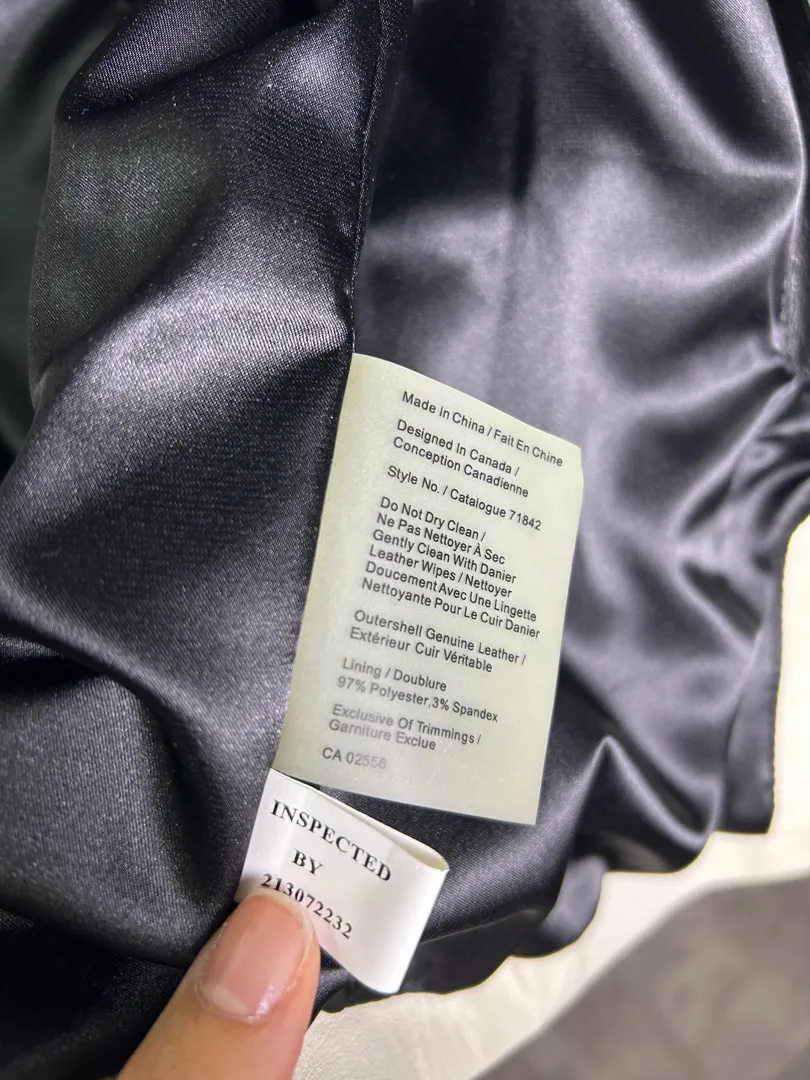 Made In China / Fait En Chine
Designed In Canada /
Conception Canadienne
Style No. / Catalogue 71842
Do Not Dry Clean /
Ne Pas Nettoyer À Sec
Gently Clean With Danier
Leather Wipes / Nettoyer
Doucement Avec Une Lingette
Nettoyante Pour Le Cuir Danier
Outershell Genuine Leather /
Extérieur Cuir Véritable
Lining / Doublure
97% Polyester,3% Spandex
Exclusive Of Trimmings /
Garniture Exclue
CA 02558
INSPECTED
BY
213072232